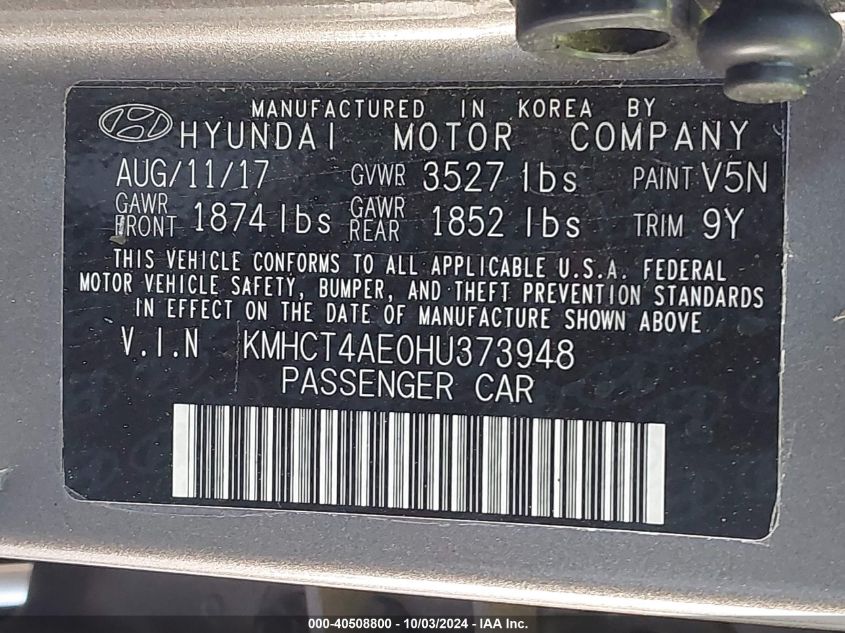 MANUFACTURED IN KOREA BY
HYUNDAI MOTOR COMPANY
AUG/11/17 GVWR 3527 lbs PAINT V5N
GAWR FRONT 1874 lbs GAWR REAR 1852 lbs TRIM 9Y
THIS VEHICLE CONFORMS TO ALL APPLICABLE U.S.A. FEDERAL
MOTOR VEHICLE SAFETY, BUMPER, AND THEFT PREVENTION STANDARDS
IN EFFECT ON THE DATE OF MANUFACTURE SHOWN ABOVE
V.I.N KMHCT4AE0HU373948
PASSENGER CAR
000-40508800 - 10/03/2024 - IAA Inc.